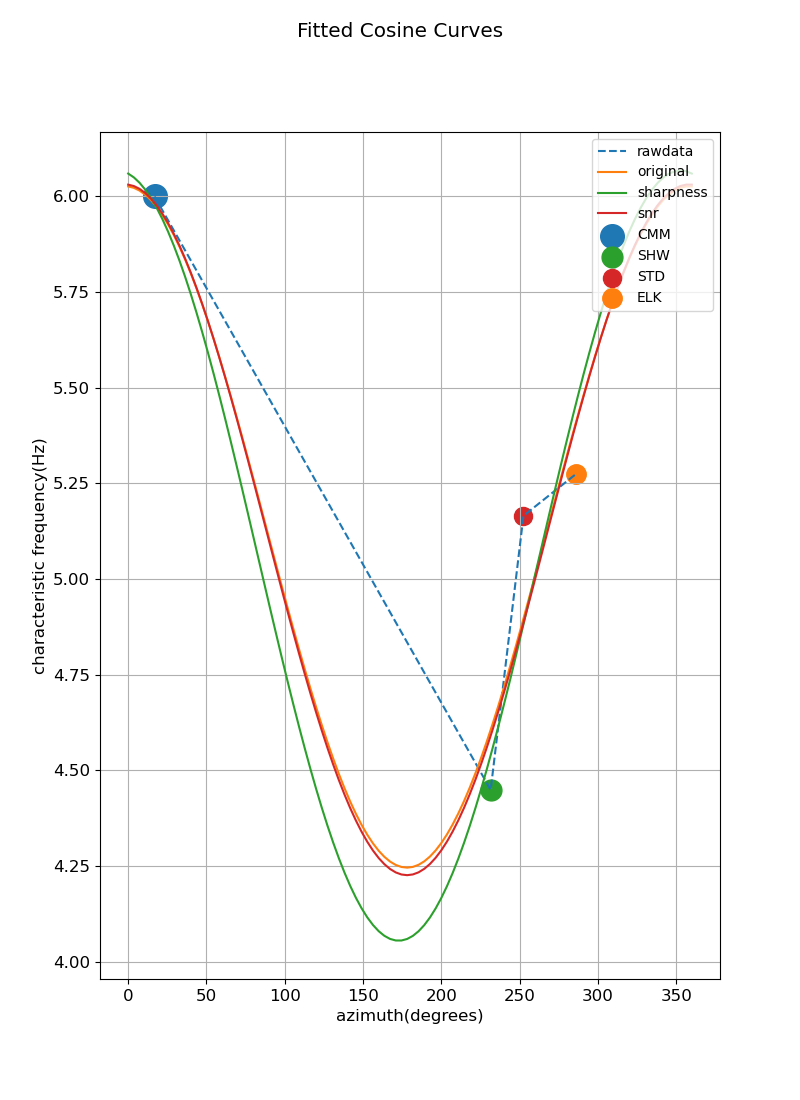 Fitted Cosine Curves
rawdata
original
sharpness
snr
CMM
SHW
STD
ELK
6.00
5.75
5.50
5.25
5.00
4.75
4.50
4.25
4.00
characteristic frequency(Hz)
0 50 100 150 200 250 300 350
azimuth(degrees)